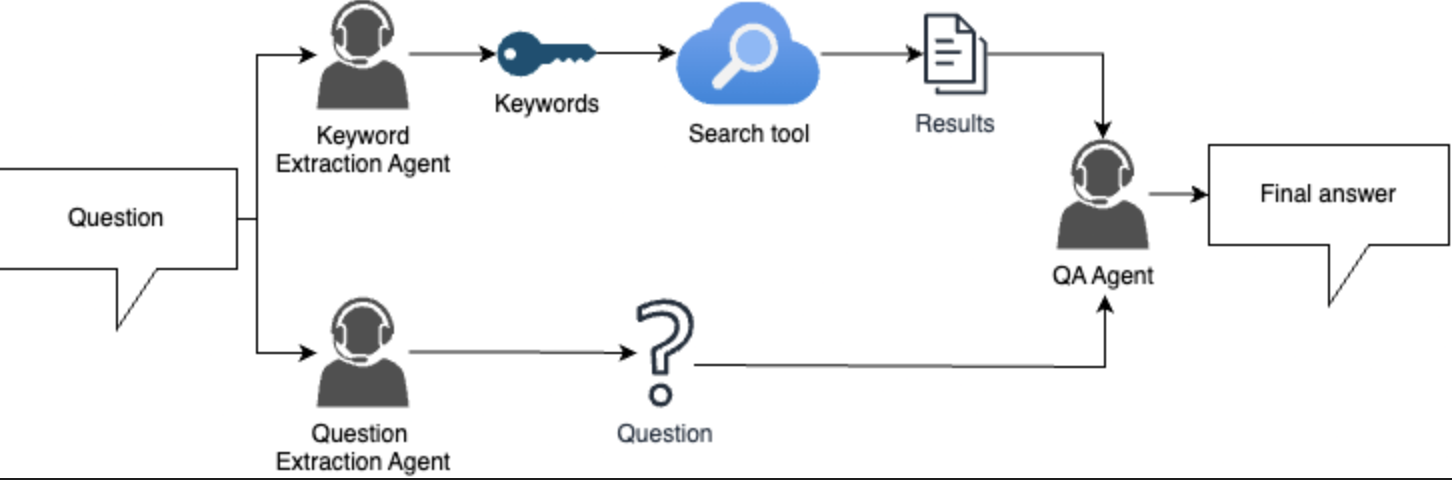 Keyword
Extraction Agent
Keywords
Search tool
Results
Question
Final answer
QA Agent
Question
Extraction Agent
Question